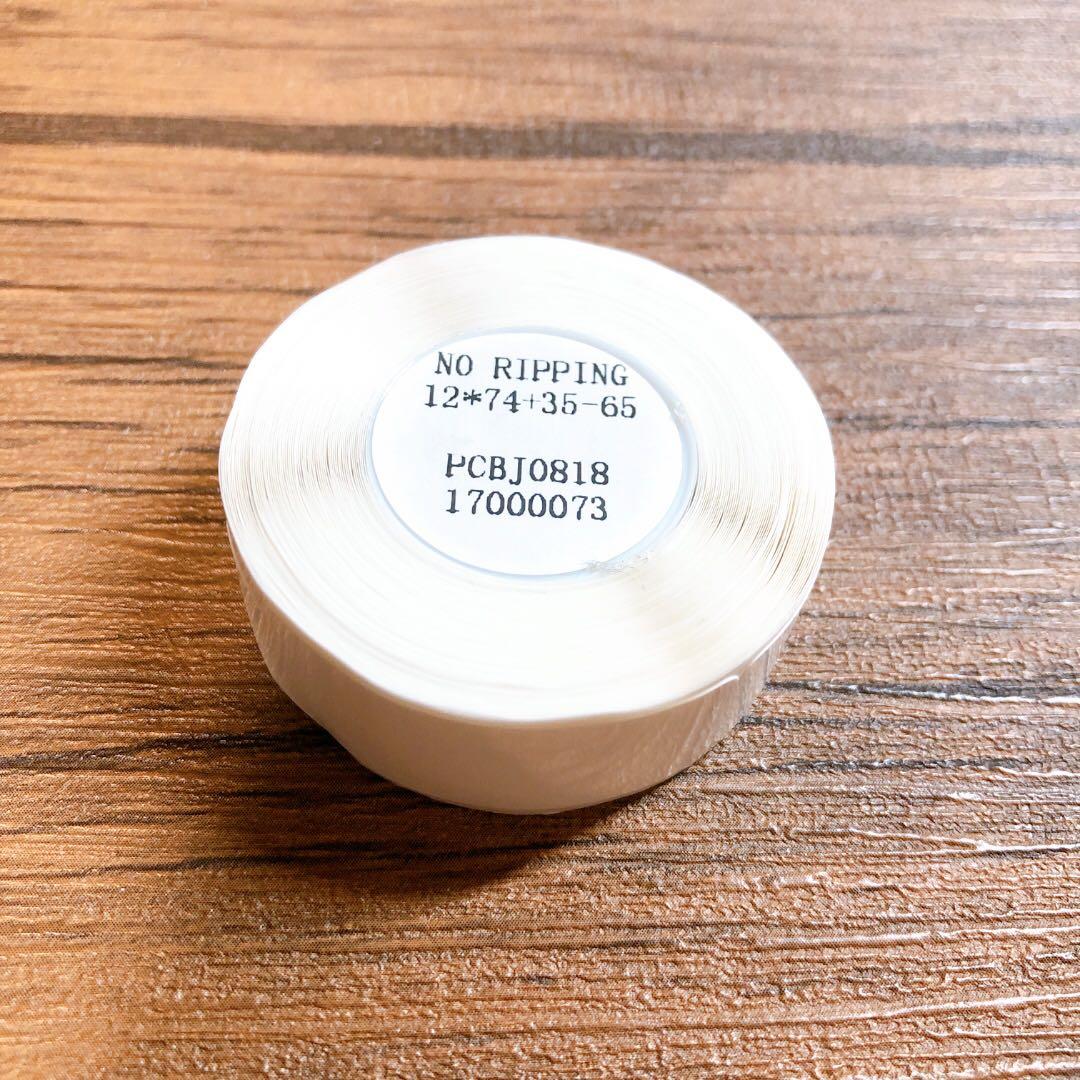 NO RIPPING
12*74+35-65
PCBJ0818
17000073